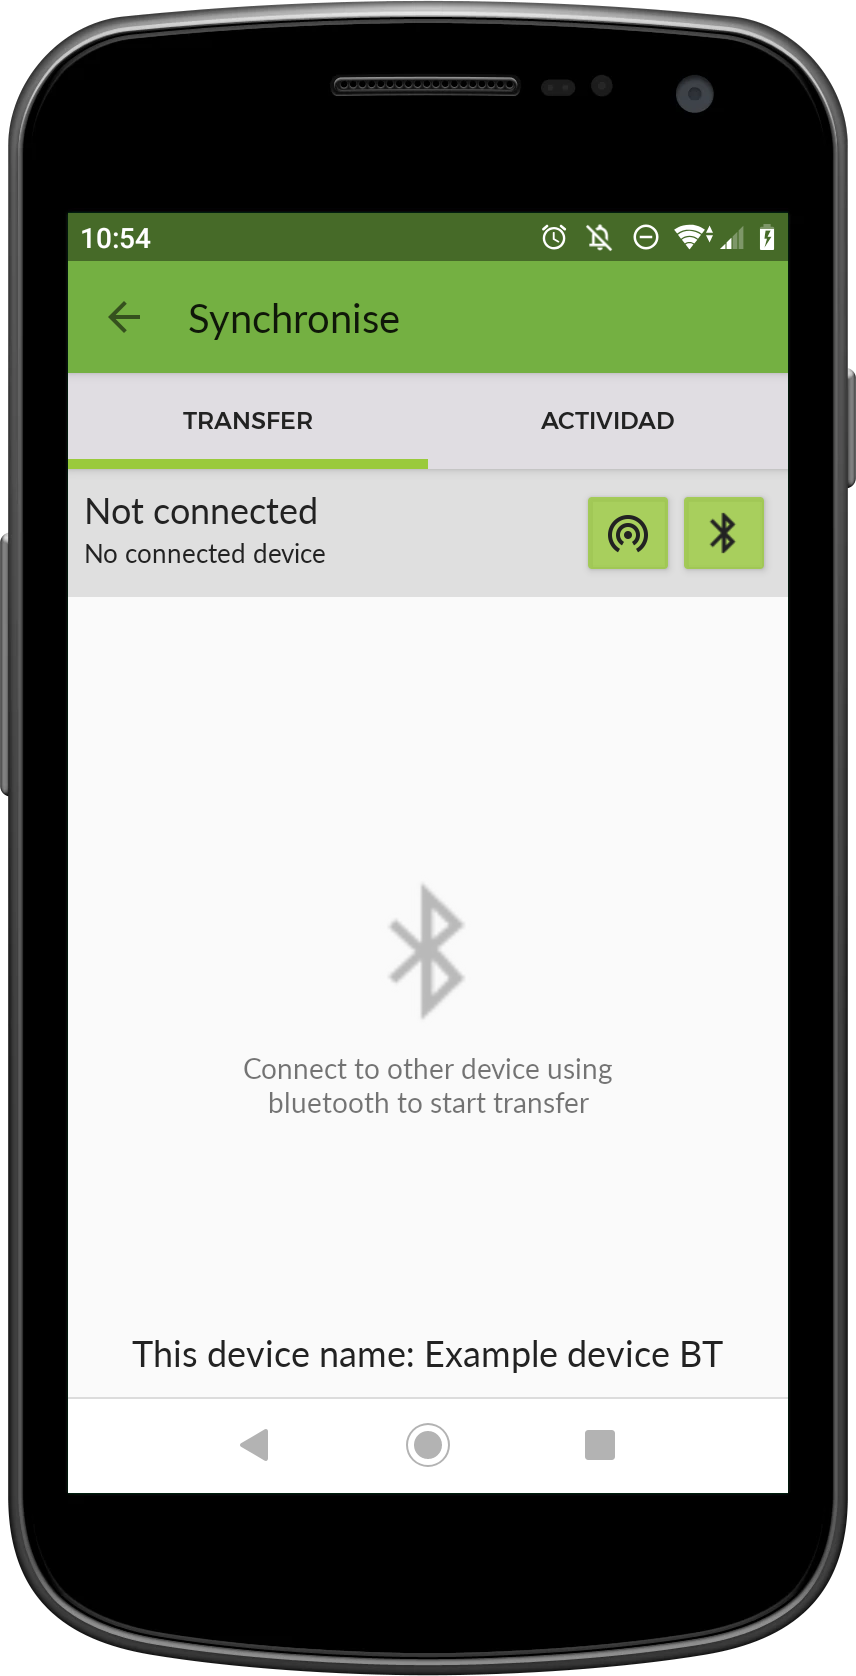 10:54
Synchronise
TRANSFER
ACTIVIDAD
Not connected
No connected device
Connect to other device using
bluetooth to start transfer
This device name: Example device BT